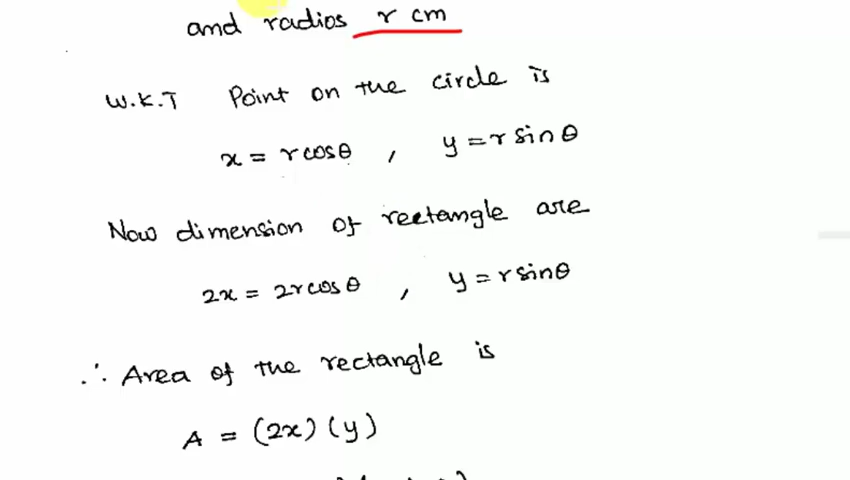 and radios r cm
W.K.T Point on the circle is
x = r cosθ , y = r sinθ
Now dimension of rectangle are
2x = 2r cosθ , y = r sinθ
∴ Area of the rectangle is
A = (2x) (y)